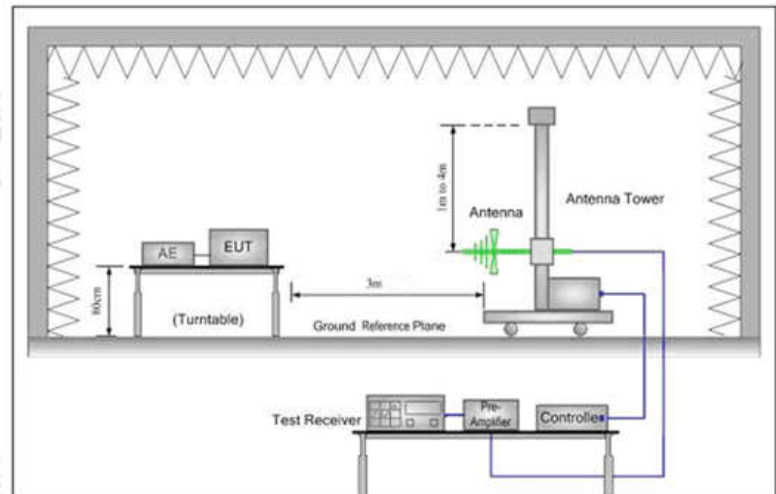 1m to 4m
Antenna
Antenna Tower
AE
EUT
80cm
(Turntable)
3m
Ground Reference Plane
Test Receiver
Pre-
Amplifier
Controller